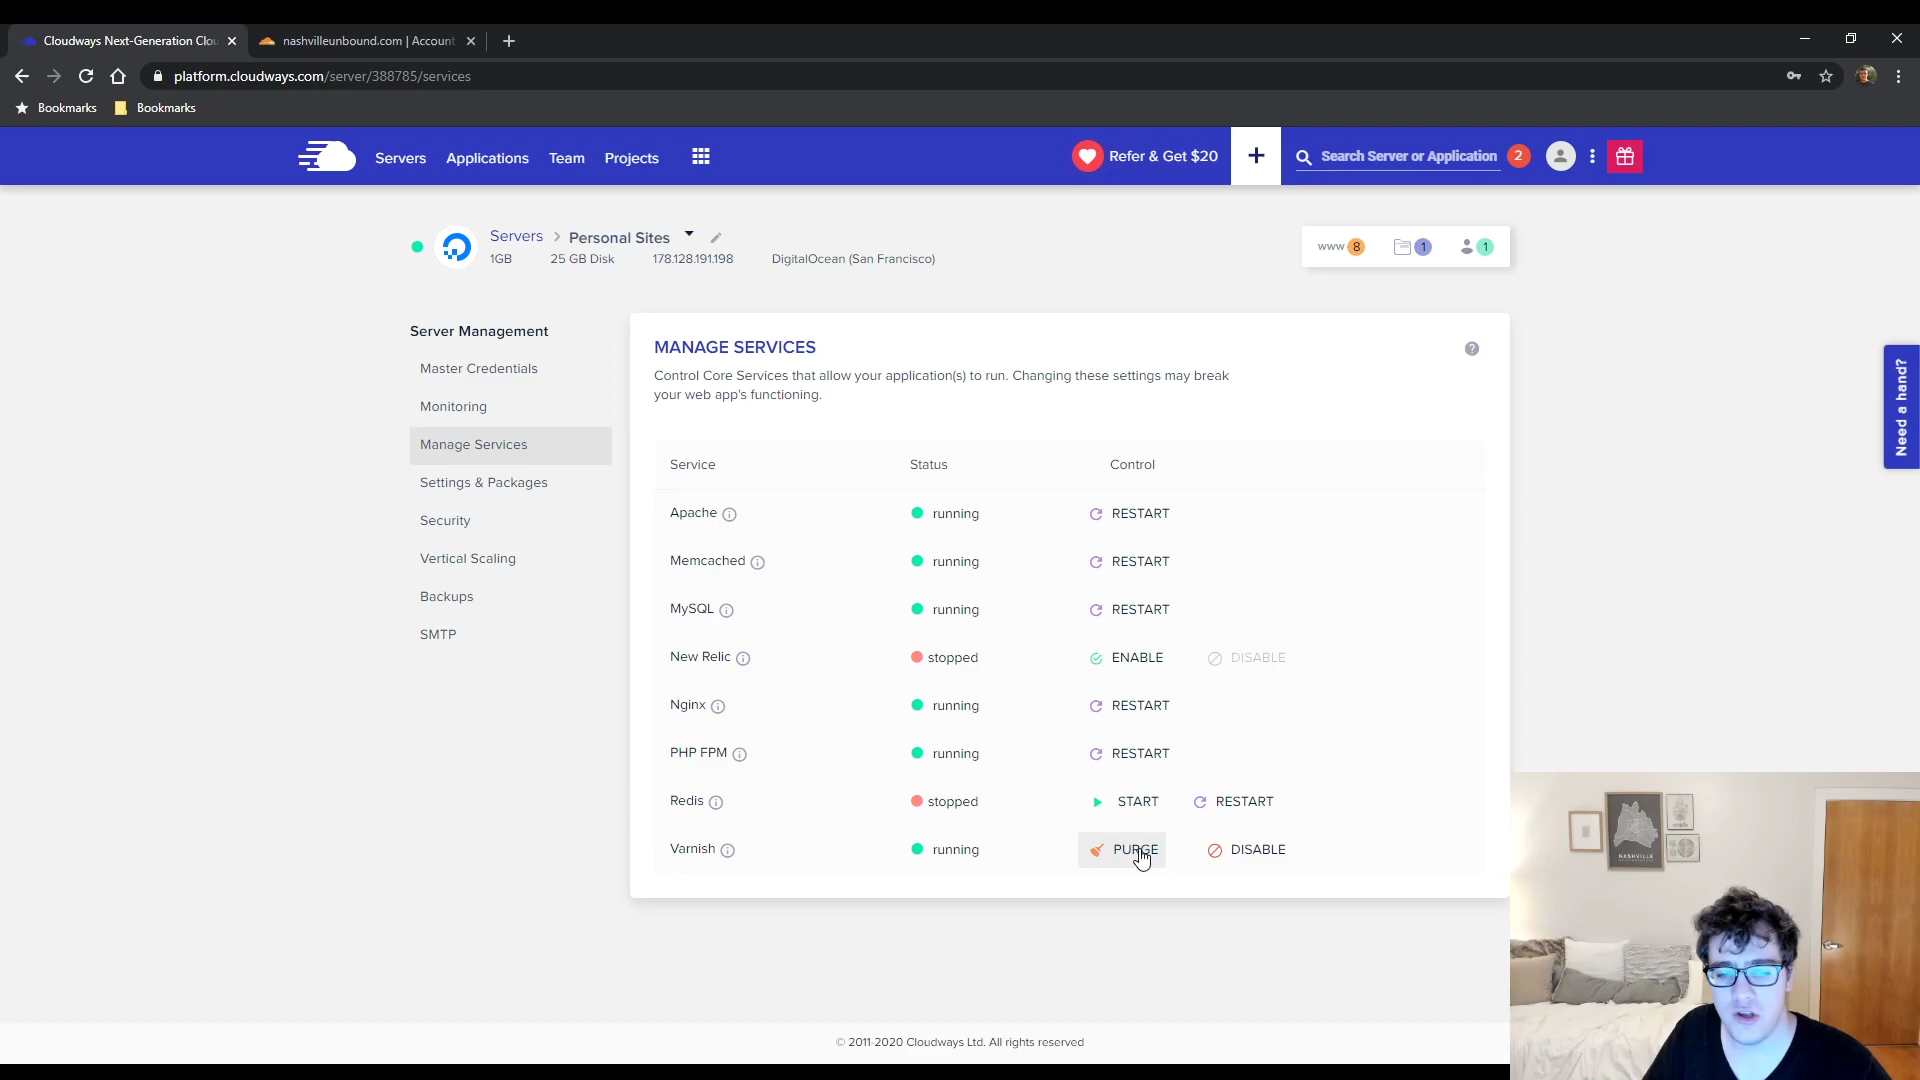 Cloudways Next-Generation Clou
nashvilleunbound.com | Account
platform.cloudways.com/server/388785/services
Bookmarks
Bookmarks
Servers
Applications
Team
Projects
Refer & Get $20
Search Server or Application
2
Servers > Personal Sites
1GB
25 GB Disk
178.128.191.198
DigitalOcean (San Francisco)
www 8
1
1
Server Management
Master Credentials
Monitoring
Manage Services
Settings & Packages
Security
Vertical Scaling
Backups
SMTP
MANAGE SERVICES
Control Core Services that allow your application(s) to run. Changing these settings may break
your web app's functioning.
Service Status Control
Apache running RESTART
Memcached running RESTART
MySQL running RESTART
New Relic stopped ENABLE DISABLE
Nginx running RESTART
PHP FPM running RESTART
Redis stopped START RESTART
Varnish running PURGE DISABLE
Need a hand?
NASHVILLE
© 2011-2020 Cloudways Ltd. All rights reserved